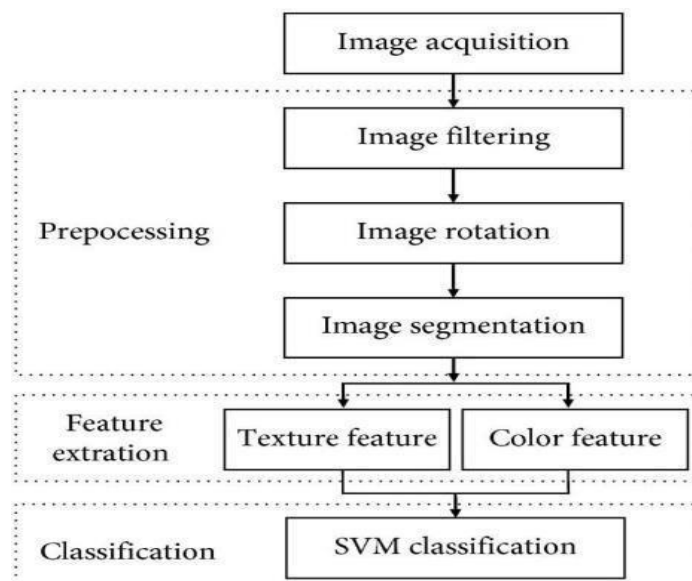 Image acquisition
Image filtering
Prepocessing
Image rotation
Image segmentation
Feature
extration
Texture feature
Color feature
Classification
SVM classification